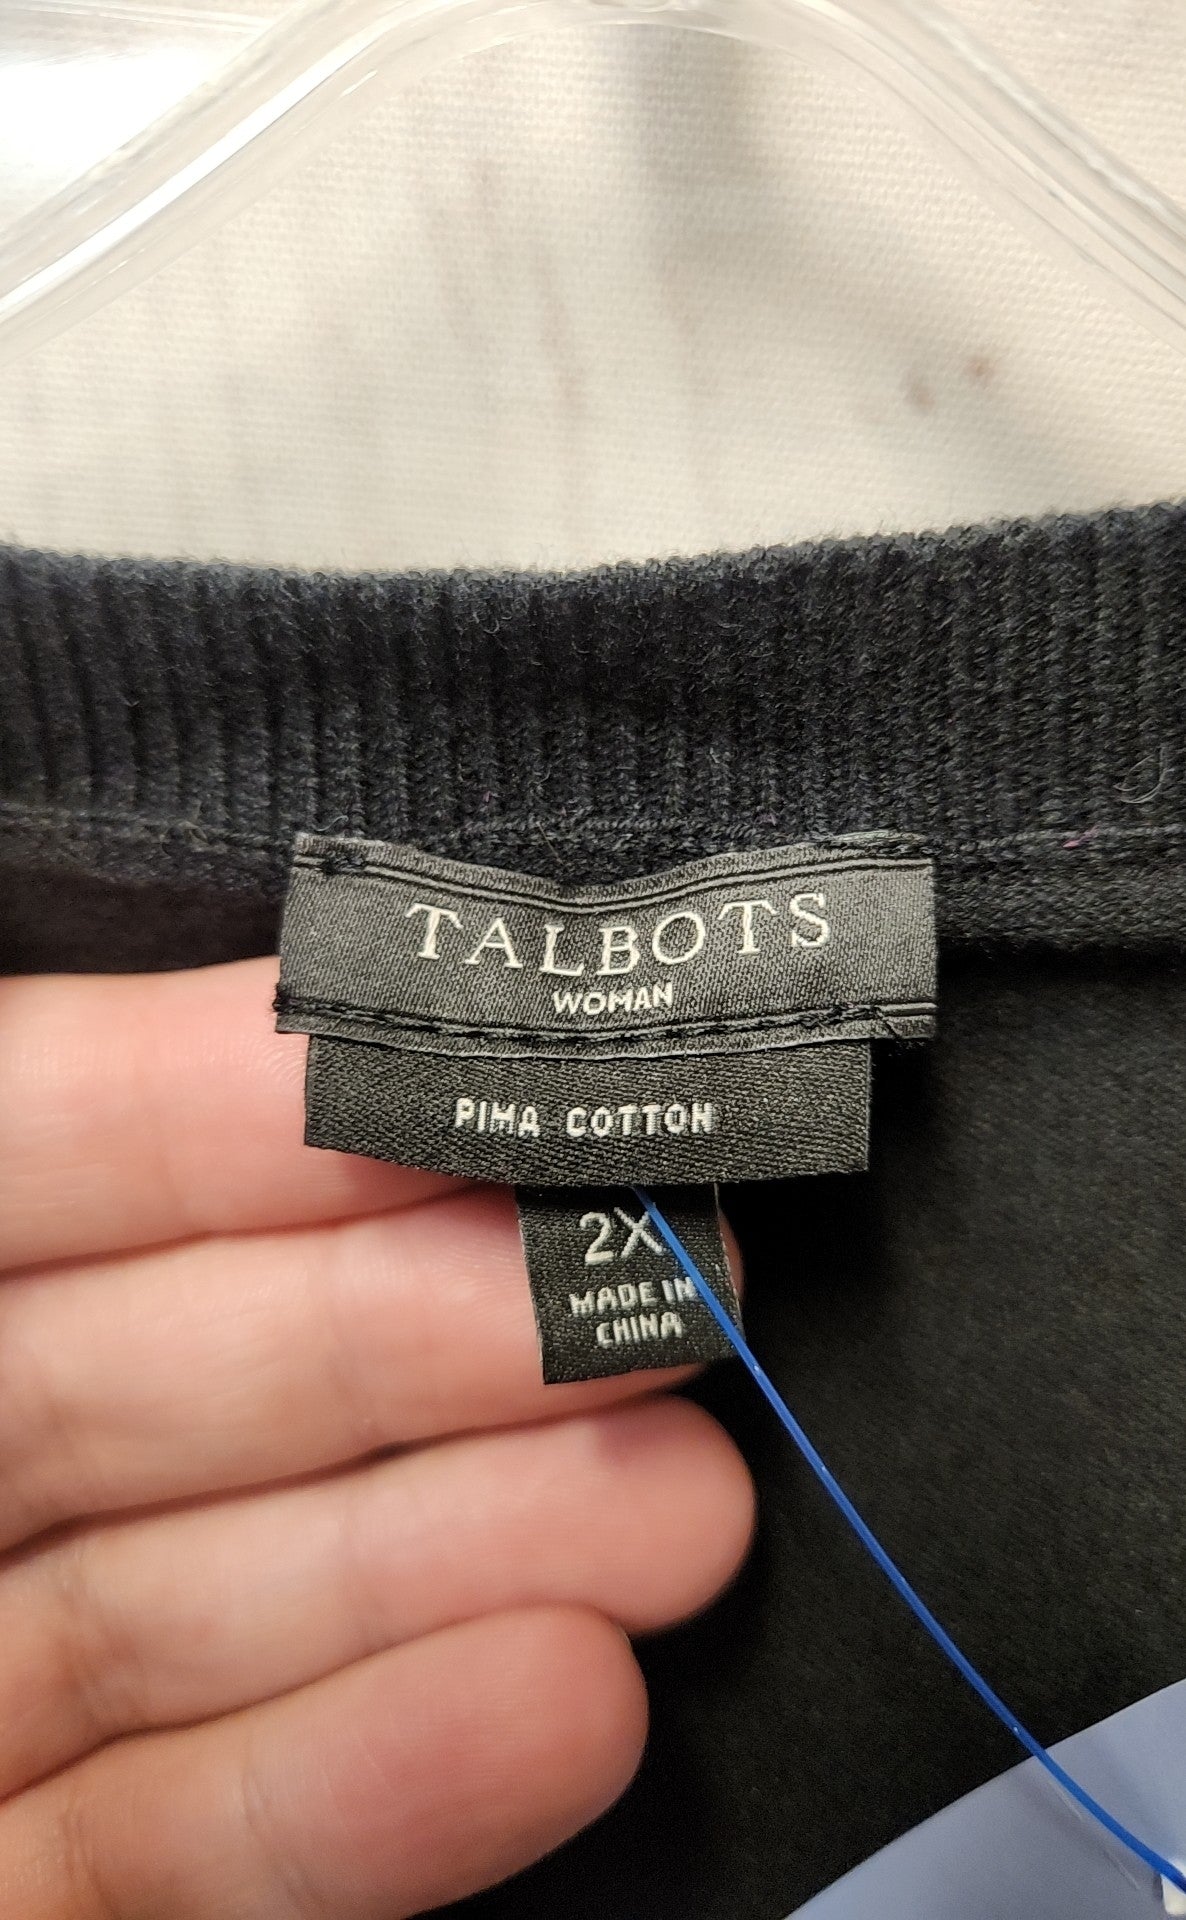 TALBOTS
WOMAN
PIMA COTTON
2X
MADE IN
CHINA